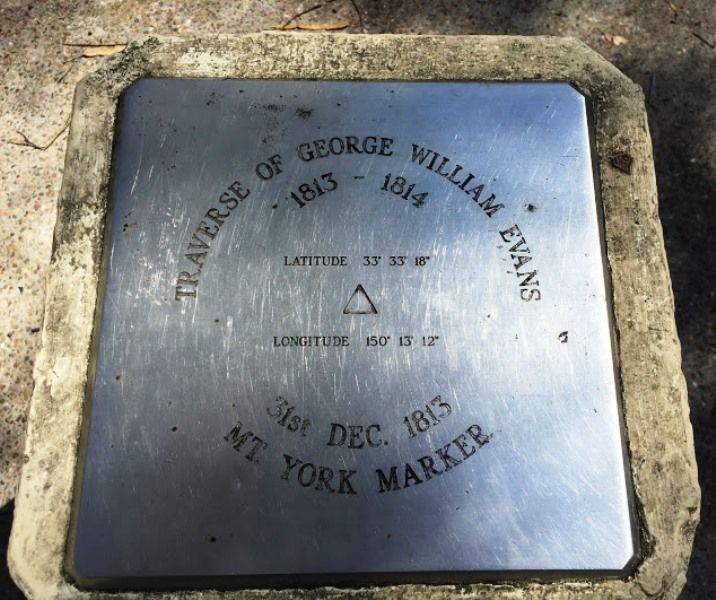 TRAVERSE OF GEORGE WILLIAM EVANS
1813 - 1814
LATITUDE 33° 33' 18"
LONGITUDE 150° 13' 12"
31st DEC. 1813
MT. YORK MARKER